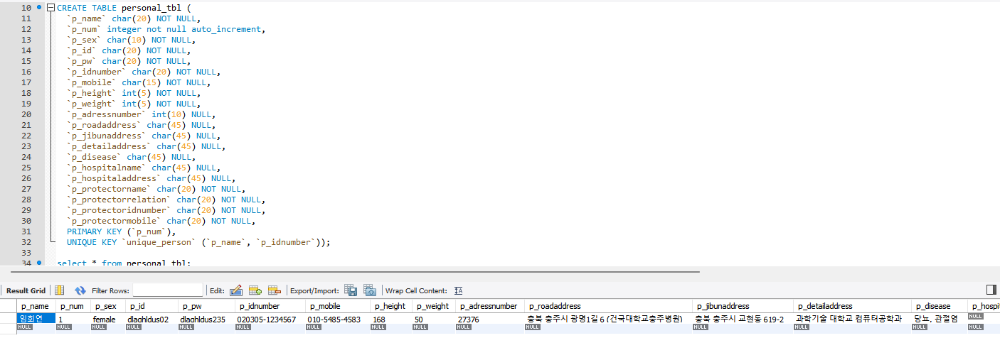 10 CREATE TABLE personal_tbl (
11 `p_name` char(20) NOT NULL,
12 `p_num` integer not null auto_increment,
13 `p_sex` char(10) NOT NULL,
14 `p_id` char(20) NOT NULL,
15 `p_pw` char(20) NOT NULL,
16 `p_idnumber` char(20) NOT NULL,
17 `p_mobile` char(15) NOT NULL,
18 `p_height` int(5) NOT NULL,
19 `p_weight` int(5) NOT NULL,
20 `p_adressnumber` int(10) NULL,
21 `p_roadaddress` char(45) NULL,
22 `p_jibunaddress` char(45) NULL,
23 `p_detailaddress` char(45) NULL,
24 `p_disease` char(45) NULL,
25 `p_hospitalname` char(45) NULL,
26 `p_hospitaladdress` char(45) NULL,
27 `p_protectorname` char(20) NOT NULL,
28 `p_protectorrelation` char(20) NOT NULL,
29 `p_protectoridnumber` char(20) NOT NULL,
30 `p_protectormobile` char(20) NOT NULL,
31 PRIMARY KEY (`p_num`),
32 UNIQUE KEY `unique_person` (`p_name`, `p_idnumber`));
33
34 select * from personal_tbl;
Result Grid Filter Rows: Edit: Export/Import: Wrap Cell Content: IA
p_name p_num p_sex p_id p_pw p_idnumber p_mobile p_height p_weight p_adressnumber p_roadaddress p_jibunaddress p_detailaddress p_disease p_hospit
임회연 1 female dlaghldus02 dlaghldus235 020305-1234567 010-5485-4583 168 50 27376 충북 충주시 광명1길 6 (건국대학교충주병원) 충북 충주시 교현동 619-2 과학기술 대학교 컴퓨터공학과 당뇨, 관절염 NULL
NULL NULL NULL NULL NULL NULL NULL NULL NULL NULL NULL NULL NULL NULL NULL